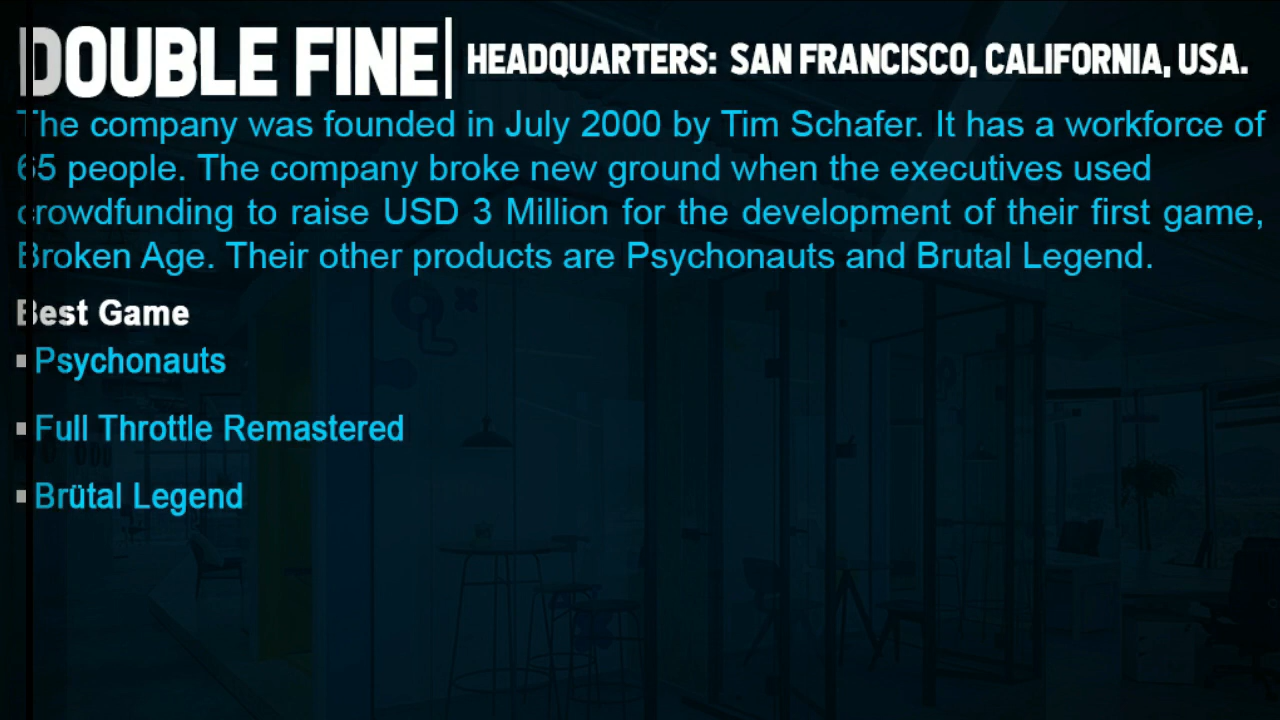 DOUBLE FINE HEADQUARTERS: SAN FRANCISCO, CALIFORNIA, USA.
The company was founded in July 2000 by Tim Schafer. It has a workforce of
65 people. The company broke new ground when the executives used
crowdfunding to raise USD 3 Million for the development of their first game,
Broken Age. Their other products are Psychonauts and Brutal Legend.
Best Game
▪ Psychonauts
▪ Full Throttle Remastered
▪ Brütal Legend